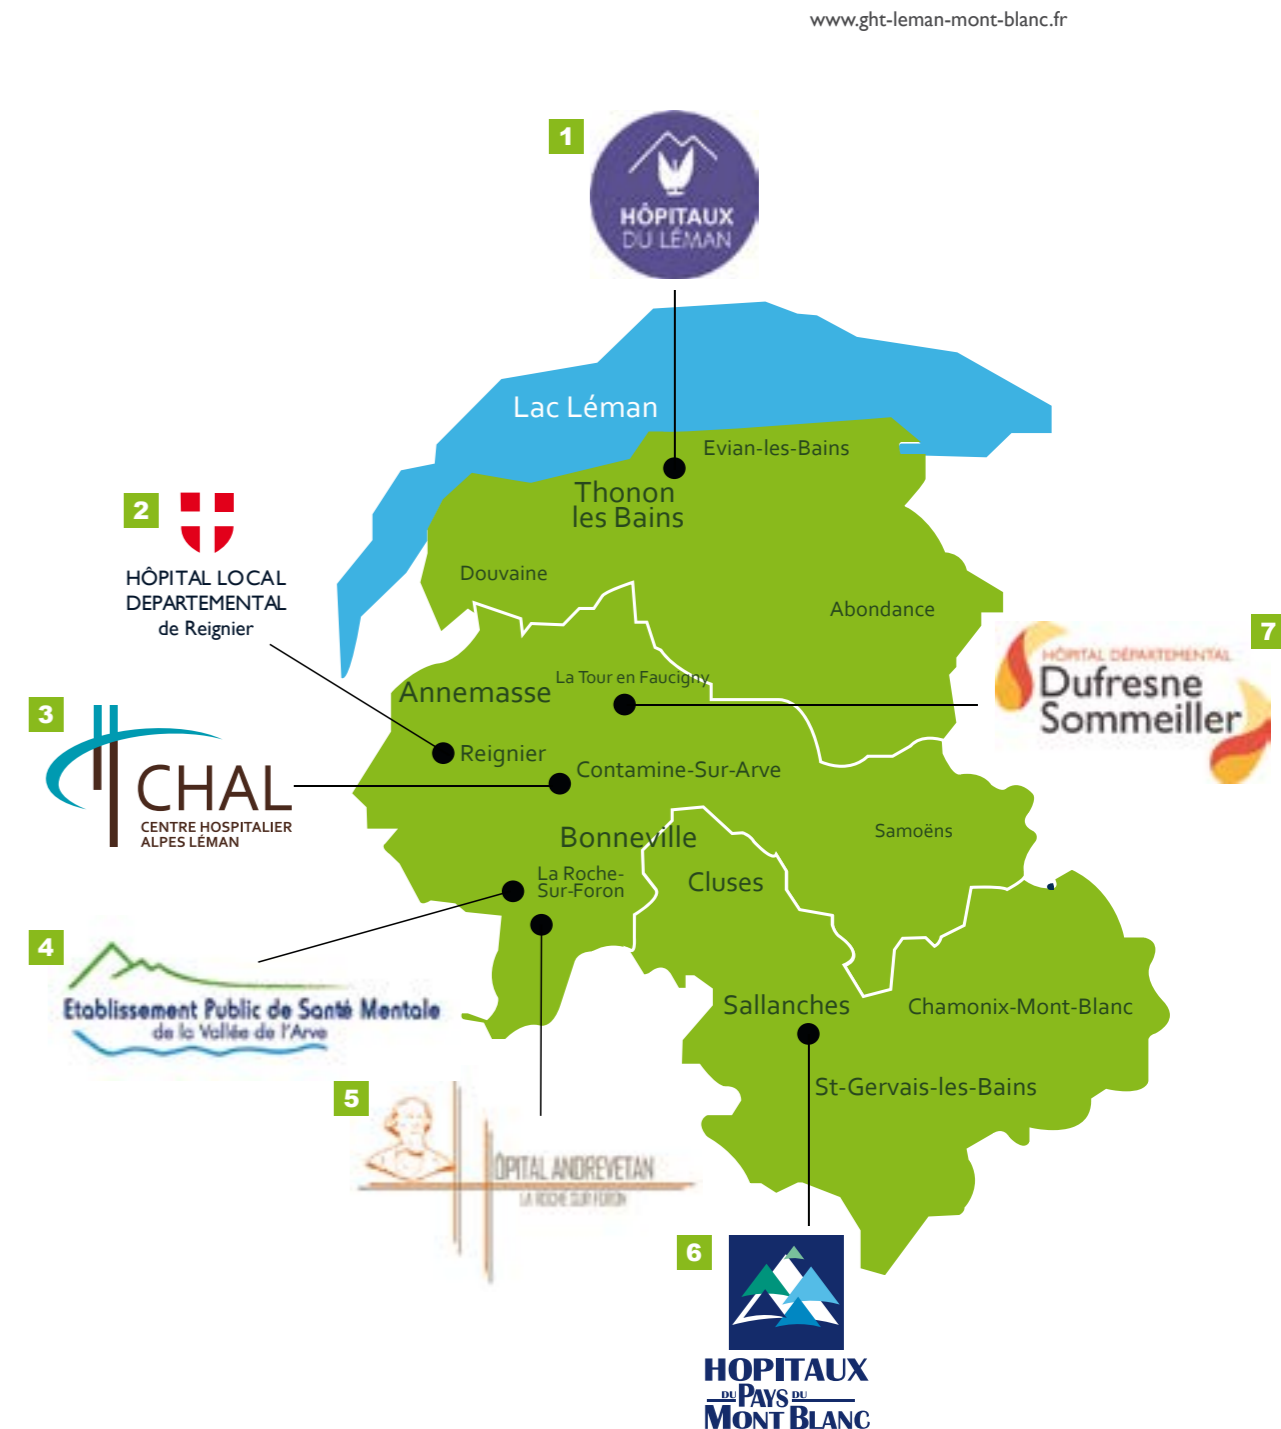 www.ght-leman-mont-blanc.fr
1
HÔPITAUX
DU LÉMAN
Lac Léman
Evian-les-Bains
Thonon
les Bains
2
HÔPITAL LOCAL
DEPARTEMENTAL
de Reignier
Douvaine
Abondance
7
HÔPITAL DÉPARTEMENTAL
Dufresne
Sommeiller
La Tour en Faucigny
Annemasse
3
CHAL
CENTRE HOSPITALIER
ALPES LÉMAN
Reignier
Contamine-Sur-Arve
Bonneville
Samoëns
La Roche-
Sur-Foron
Cluses
4
Etablissement Public de Santé Mentale
de la Vallée de l'Arve
Sallanches
Chamonix-Mont-Blanc
St-Gervais-les-Bains
5
HÔPITAL ANDREVETAN
LA ROCHE SUR FORON
6
HOPITAUX
DU PAYS DU
MONT BLANC